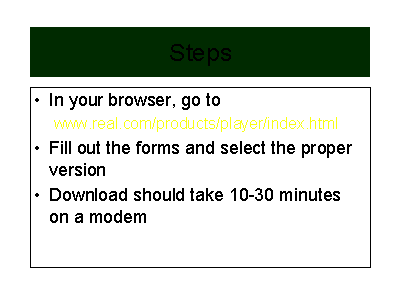 Steps
• In your browser, go to
www.real.com/products/player/index.html
• Fill out the forms and select the proper
version
• Download should take 10-30 minutes
on a modem